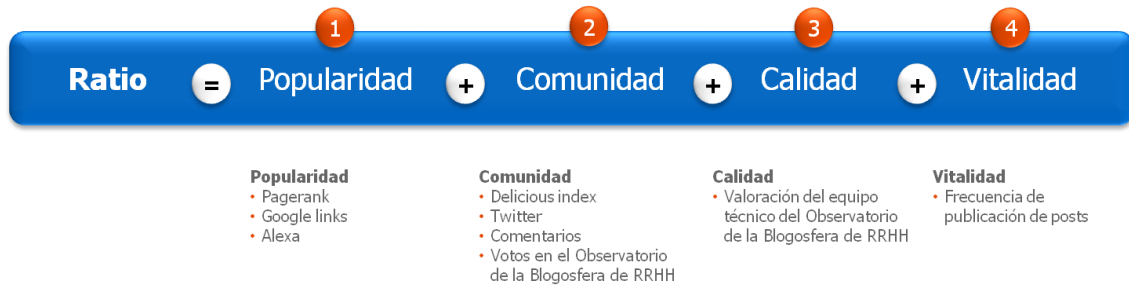 1 2 3 4
Ratio = Popularidad + Comunidad + Calidad + Vitalidad
Popularidad
• Pagerank
• Google links
• Alexa
Comunidad
• Delicious index
• Twitter
• Comentarios
• Votos en el Observatorio
de la Blogosfera de RRHH
Calidad
• Valoración del equipo
técnico del Observatorio
de la Blogosfera de RRHH
Vitalidad
• Frecuencia de
publicación de posts